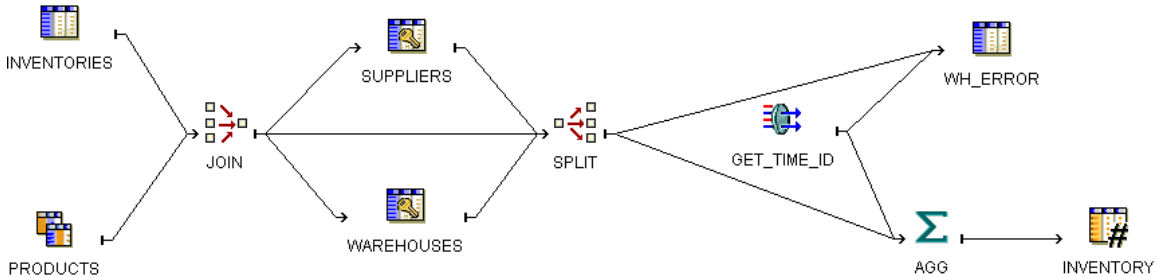 INVENTORIES
PRODUCTS
JOIN
SUPPLIERS
WAREHOUSES
SPLIT
GET_TIME_ID
WH_ERROR
AGG
#
INVENTORY